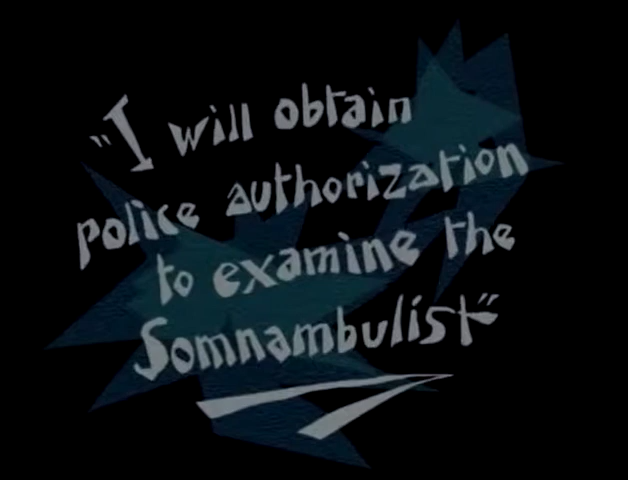 "I will obtain
police authorization
to examine the
Somnambulist"